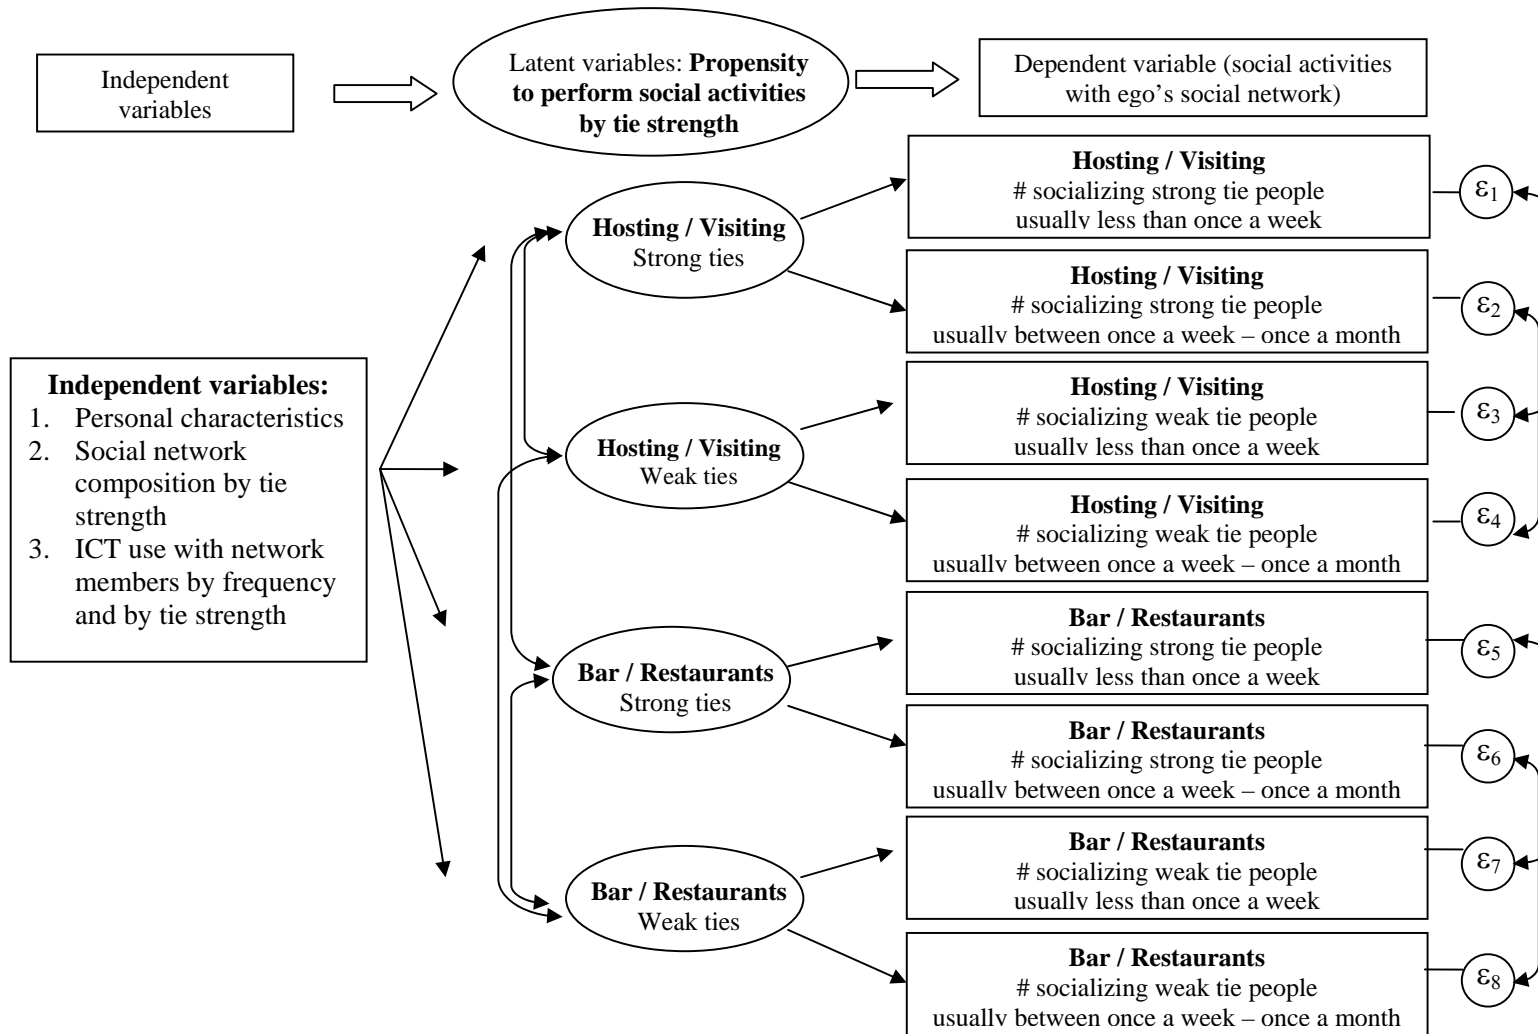 Independent
variables
Latent variables: Propensity
to perform social activities
by tie strength
Dependent variable (social activities
with ego's social network)
Independent variables:
1. Personal characteristics
2. Social network
composition by tie
strength
3. ICT use with network
members by frequency
and by tie strength
Hosting / Visiting
Strong ties
Hosting / Visiting
Weak ties
Bar / Restaurants
Strong ties
Bar / Restaurants
Weak ties
Hosting / Visiting
# socializing strong tie people
usually less than once a week
ε1
Hosting / Visiting
# socializing strong tie people
usually between once a week – once a month
ε2
Hosting / Visiting
# socializing weak tie people
usually less than once a week
ε3
Hosting / Visiting
# socializing weak tie people
usually between once a week – once a month
ε4
Bar / Restaurants
# socializing strong tie people
usually less than once a week
ε5
Bar / Restaurants
# socializing strong tie people
usually between once a week – once a month
ε6
Bar / Restaurants
# socializing weak tie people
usually less than once a week
ε7
Bar / Restaurants
# socializing weak tie people
usually between once a week – once a month
ε8